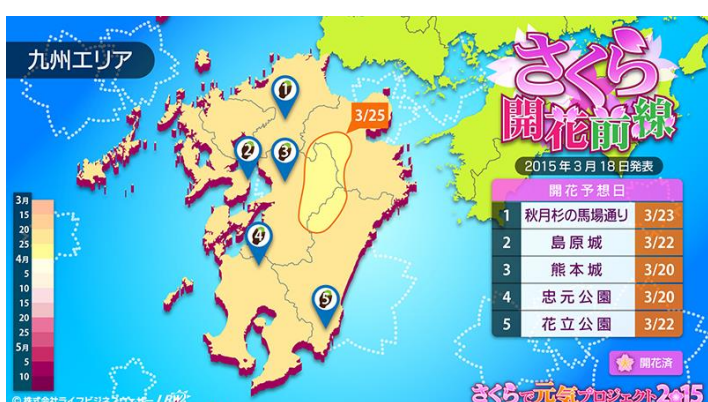 九州エリア
さくら
開花前線
2015年3月18日発表
開花予想日
1 秋月杉の馬場通り 3/23
2 島原城 3/22
3 熊本城 3/20
4 忠元公園 3/20
5 花立公園 3/22
開花済
3/25
1
2
3
4
5
3月
15
20
25
4月
5
10
15
20
25
5月
5
10
さくらで元気プロジェクト2015